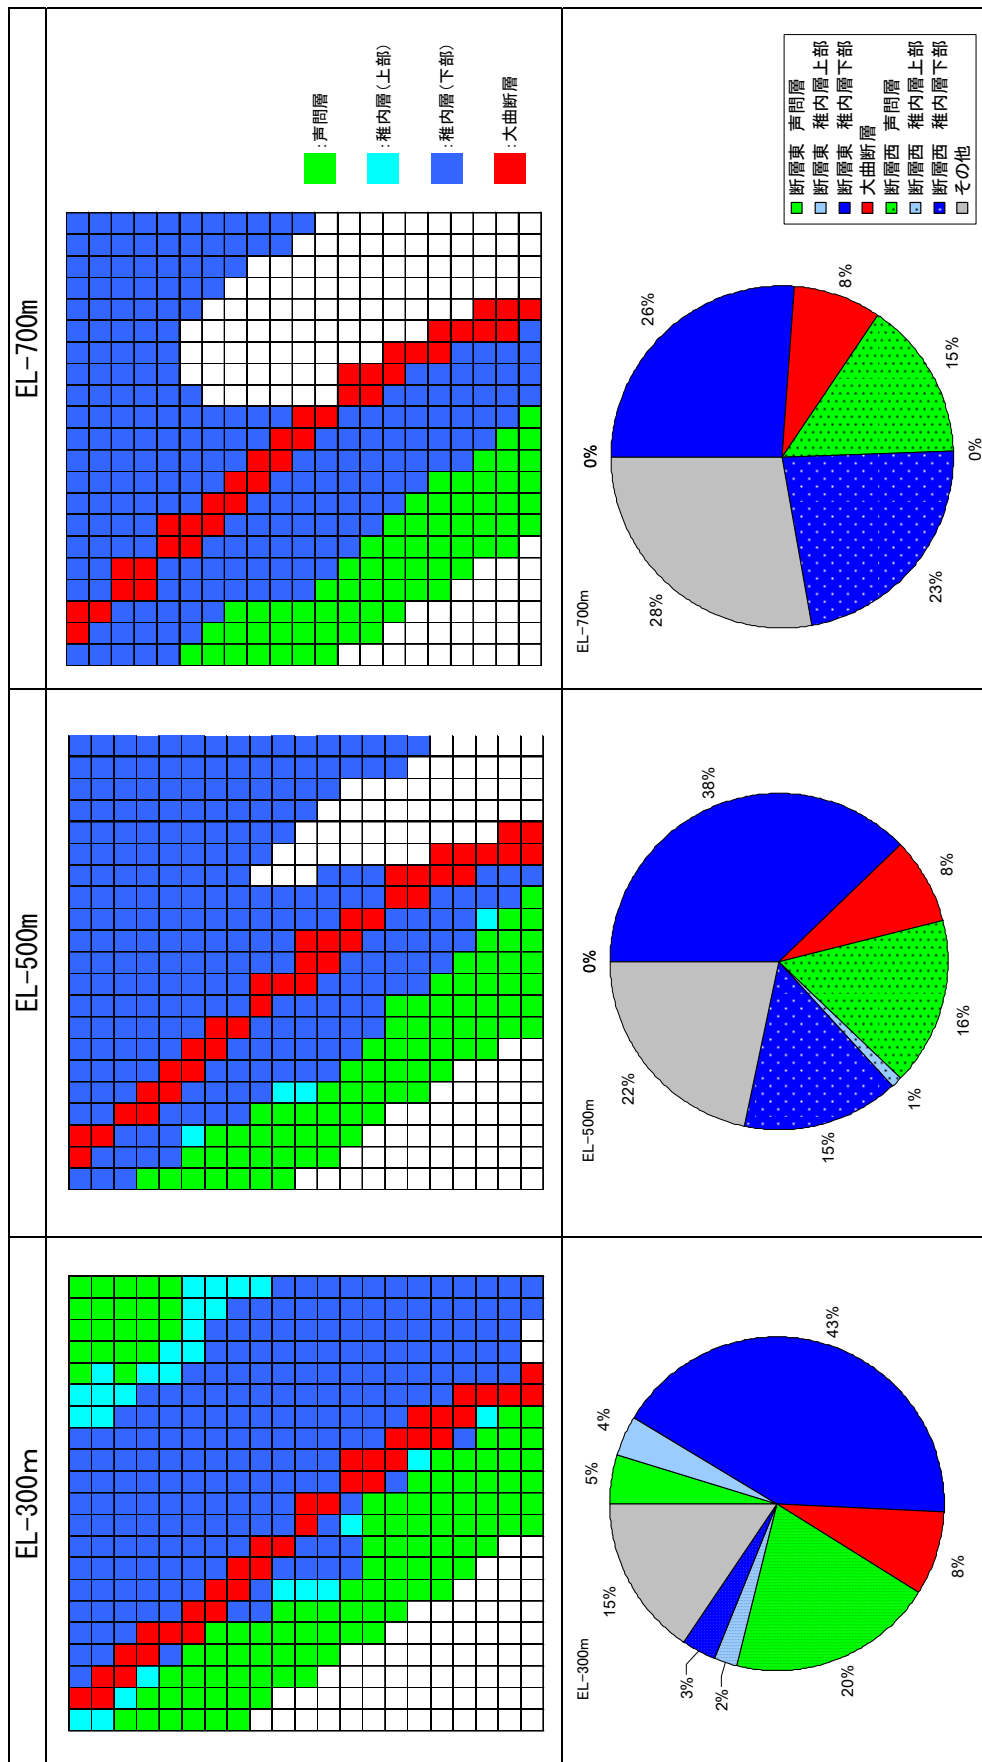 EL-300m
EL-500m
EL-700m
:声問層
:稚内層(上部)
:稚内層(下部)
:大曲断層
EL-300m
5%
4%
43%
8%
20%
2%
3%
15%
EL-500m
0%
38%
8%
16%
1%
15%
22%
EL-700m
0%
26%
8%
15%
0%
23%
28%
断層東 声問層
断層東 稚内層上部
断層東 稚内層下部
大曲断層
断層西 声問層
断層西 稚内層上部
断層西 稚内層下部
その他